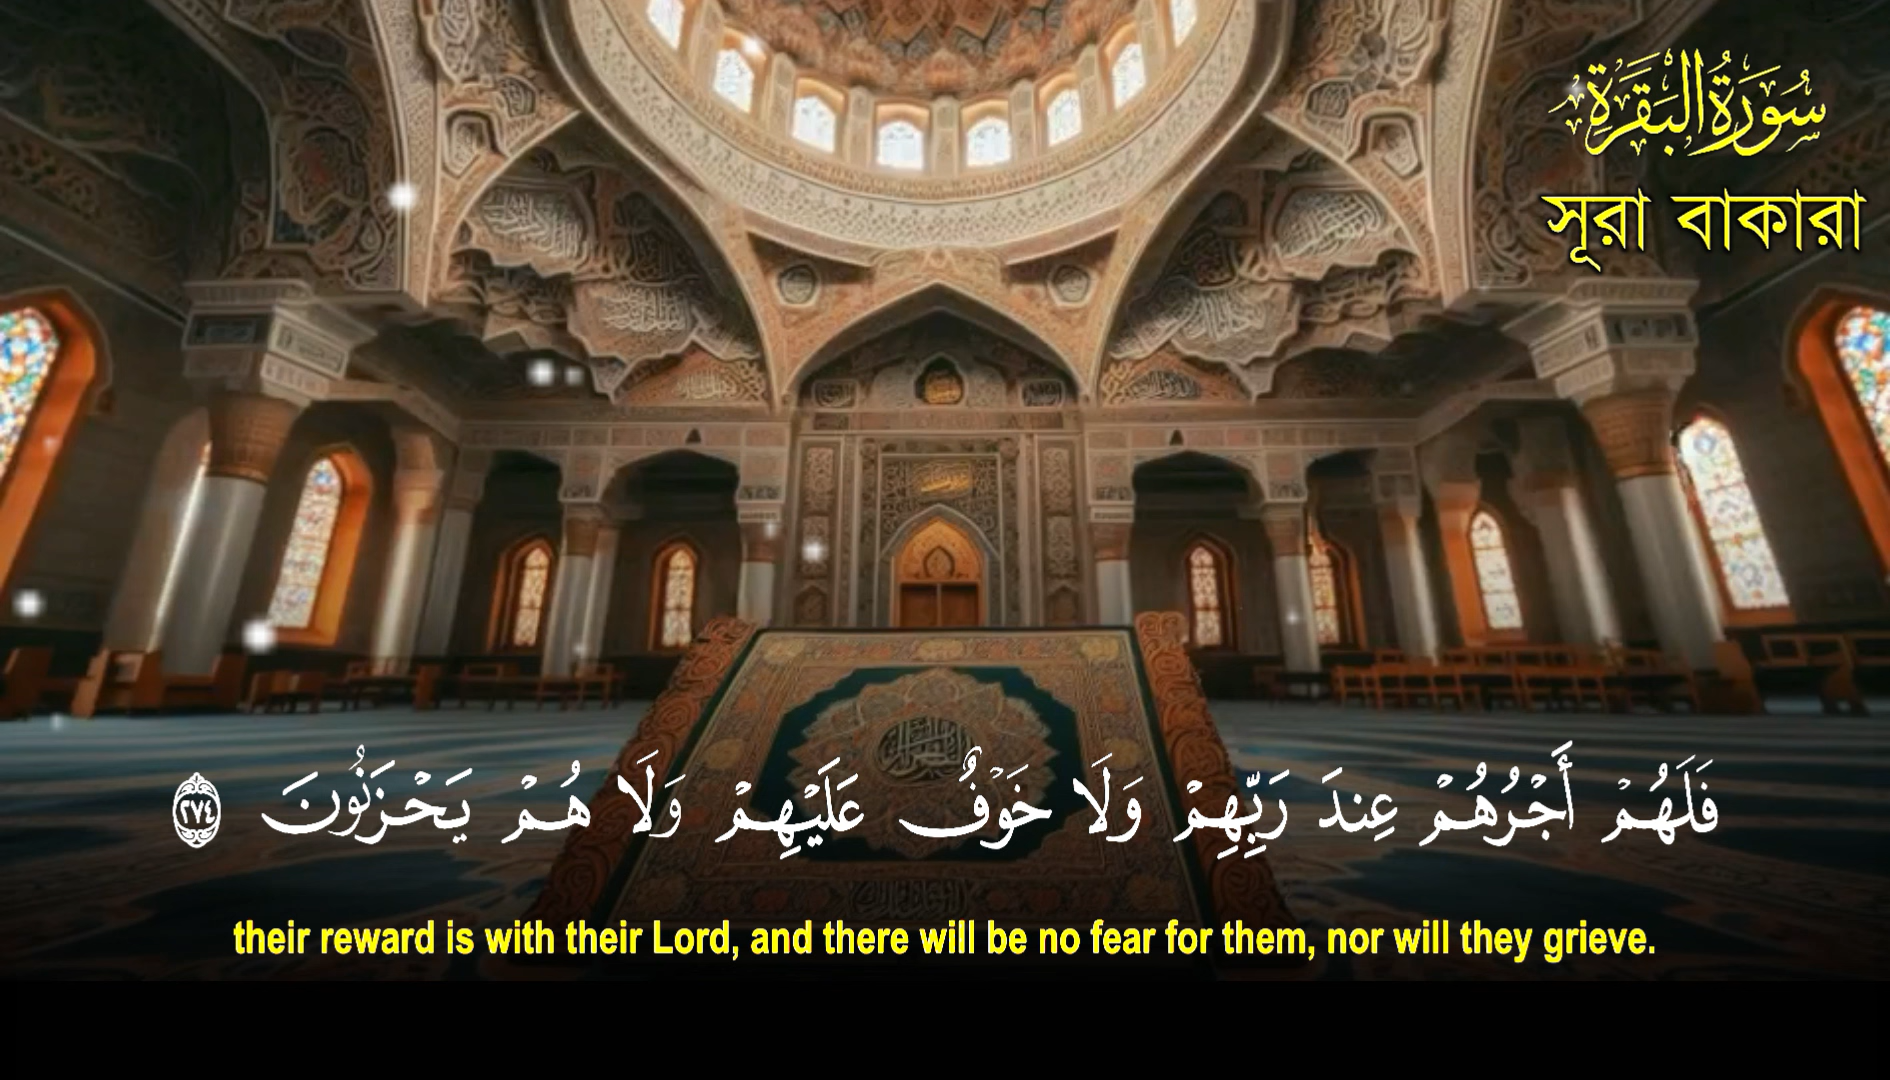 سُورَةُ البَقَرَةِ
সূরা বাকারা
فَلَهُمْ أَجْرُهُمْ عِندَ رَبِّهِمْ وَلَا خَوْفٌ عَلَيْهِمْ وَلَا هُمْ يَحْزَنُونَ ٢٧٤
their reward is with their Lord, and there will be no fear for them, nor will they grieve.